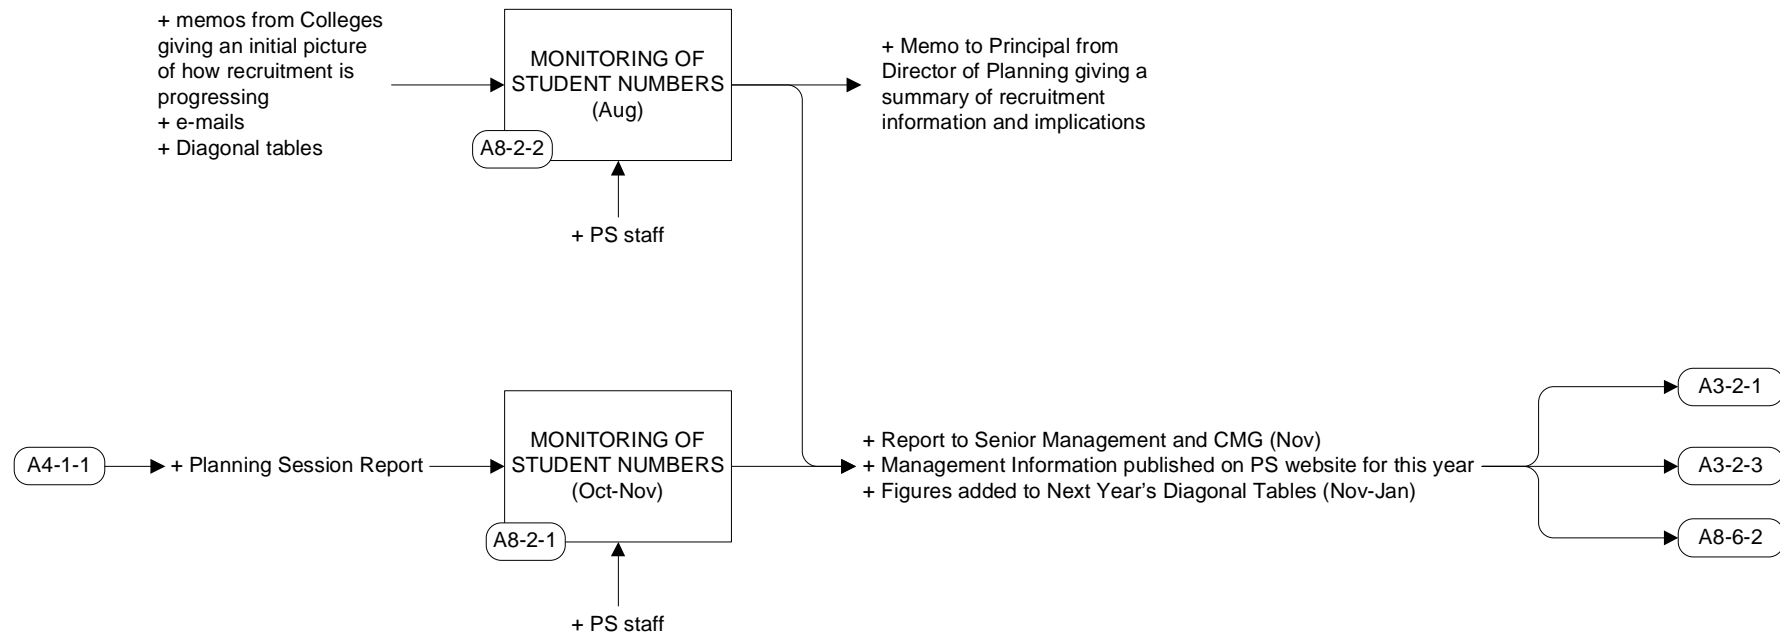 + memos from Colleges
giving an initial picture
of how recruitment is
progressing
+ e-mails
+ Diagonal tables
MONITORING OF
STUDENT NUMBERS
(Aug)
A8-2-2
+ PS staff
+ Memo to Principal from
Director of Planning giving a
summary of recruitment
information and implications
A4-1-1
+ Planning Session Report
MONITORING OF
STUDENT NUMBERS
(Oct-Nov)
A8-2-1
+ PS staff
+ Report to Senior Management and CMG (Nov)
+ Management Information published on PS website for this year
+ Figures added to Next Year's Diagonal Tables (Nov-Jan)
A3-2-1
A3-2-3
A8-6-2